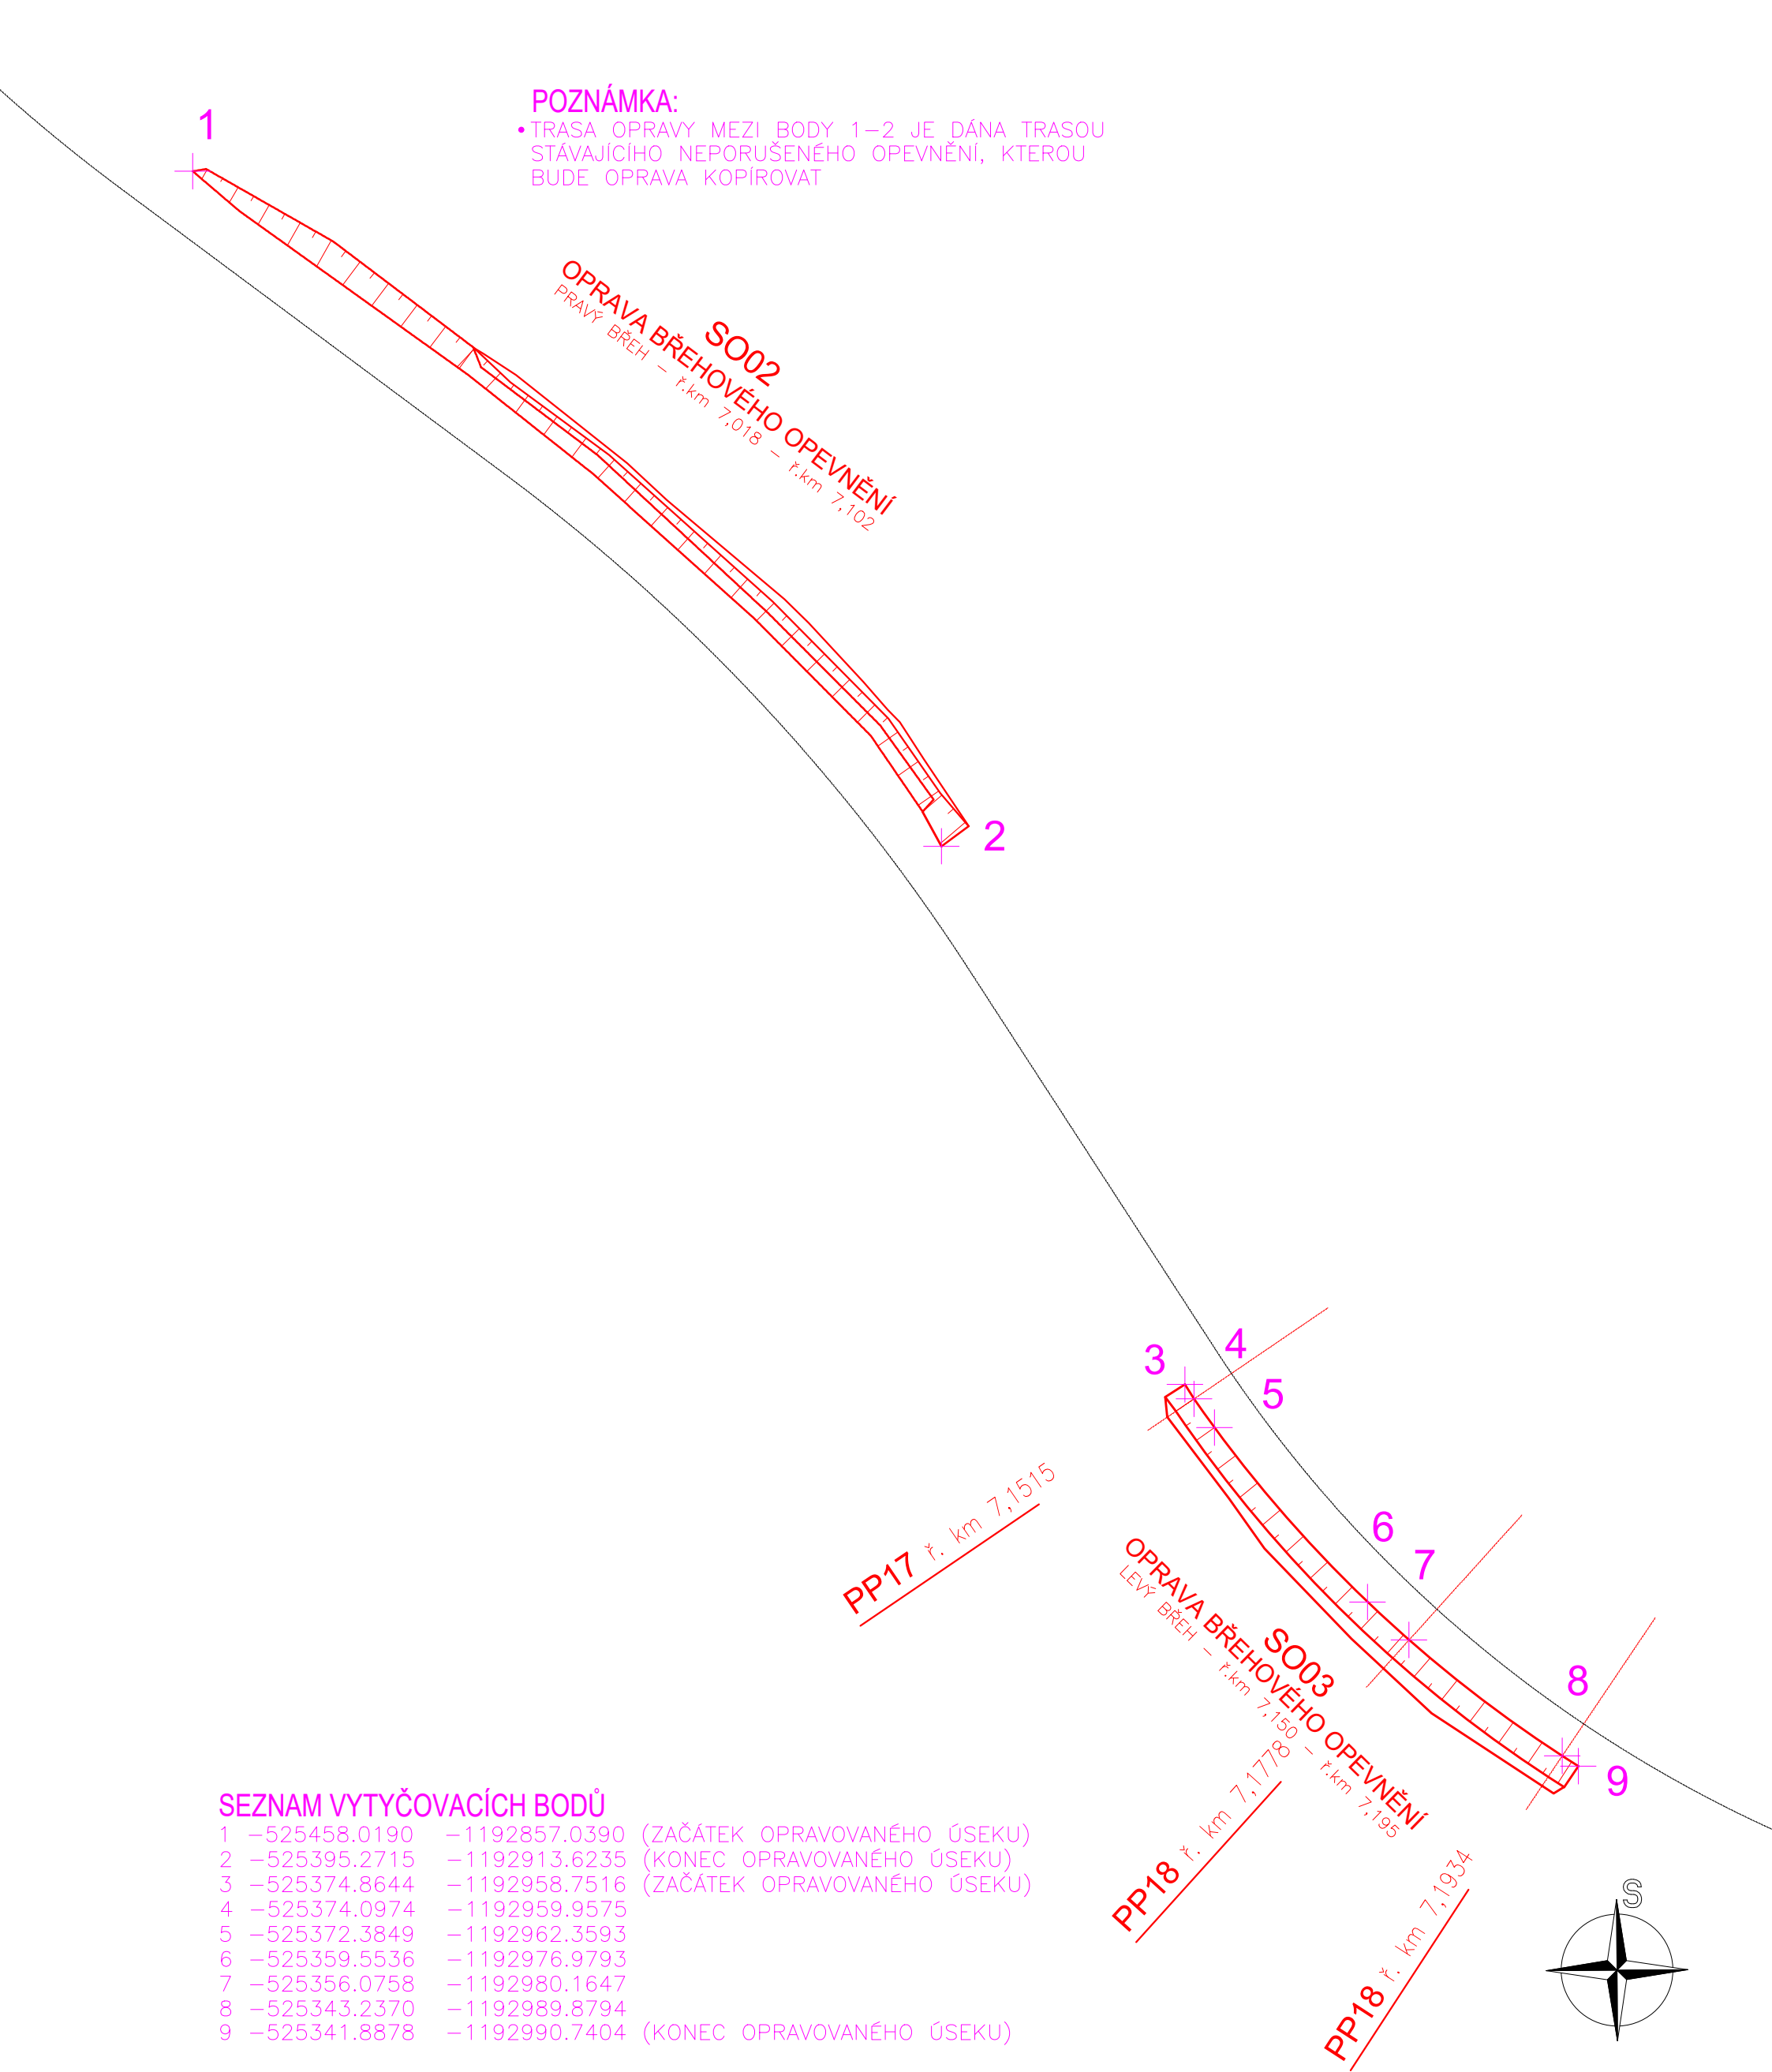 POZNÁMKA:
• TRASA OPRAVY MEZI BODY 1-2 JE DÁNA TRASOU
STÁVAJÍCÍHO NEPORUŠENÉHO OPEVNĚNÍ, KTEROU
BUDE OPRAVA KOPÍROVAT
1
SO02
OPRAVA BŘEHOVÉHO OPEVNĚNÍ
PRAVÝ BŘEH - ř.km 7,018 - ř.km 7,102
2
3
4
5
6
7
8
9
PP17 ř. km 7,1515
SO03
OPRAVA BŘEHOVÉHO OPEVNĚNÍ
LEVÝ BŘEH - ř.km 7,150 - ř.km 7,195
PP18 ř. km 7,1778
PP18 ř. km 7,1934
SEZNAM VYTYČOVACÍCH BODŮ
1 -525458.0190 -1192857.0390 (ZAČÁTEK OPRAVOVANÉHO ÚSEKU)
2 -525395.2715 -1192913.6235 (KONEC OPRAVOVANÉHO ÚSEKU)
3 -525374.8644 -1192958.7516 (ZAČÁTEK OPRAVOVANÉHO ÚSEKU)
4 -525374.0974 -1192959.9575
5 -525372.3849 -1192962.3593
6 -525359.5536 -1192976.9793
7 -525356.0758 -1192980.1647
8 -525343.2370 -1192989.8794
9 -525341.8878 -1192990.7404 (KONEC OPRAVOVANÉHO ÚSEKU)
S